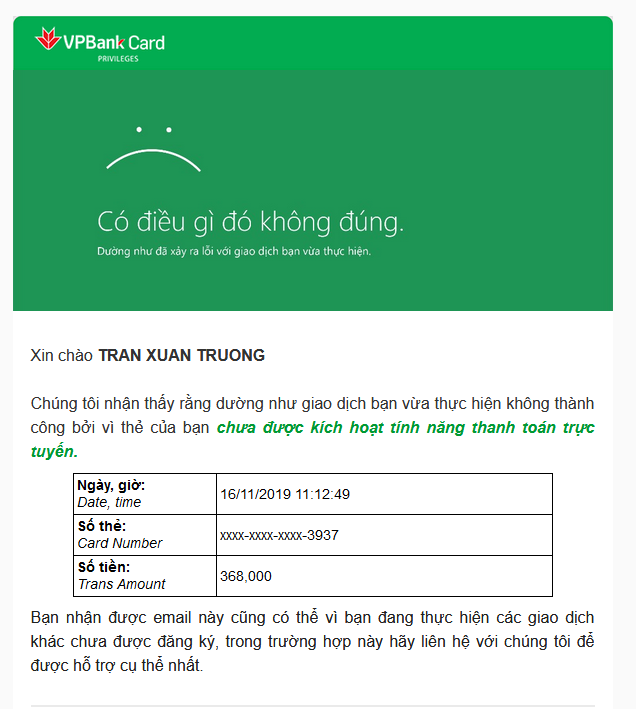 VPBank Card
PRIVILEGES
Có điều gì đó không đúng.
Dường như đã xảy ra lỗi với giao dịch bạn vừa thực hiện.
Xin chào TRAN XUAN TRUONG
Chúng tôi nhận thấy rằng dường như giao dịch bạn vừa thực hiện không thành
công bởi vì thẻ của bạn chưa được kích hoạt tính năng thanh toán trực
tuyến.
Ngày, giờ:
Date, time
16/11/2019 11:12:49
Số thẻ:
Card Number
xxxx-xxxx-xxxx-3937
Số tiền:
Trans Amount
368,000
Bạn nhận được email này cũng có thể vì bạn đang thực hiện các giao dịch
khác chưa được đăng ký, trong trường hợp này hãy liên hệ với chúng tôi để
được hỗ trợ cụ thể nhất.